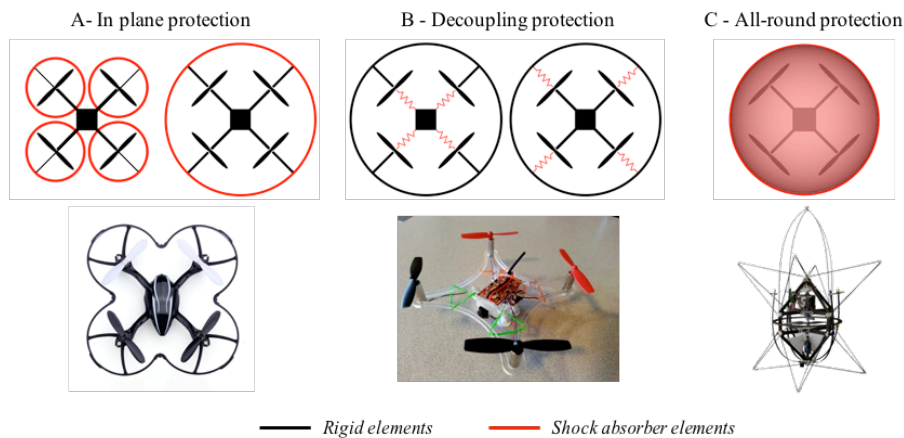 A- In plane protection
B - Decoupling protection
C - All-round protection
Rigid elements
Shock absorber elements